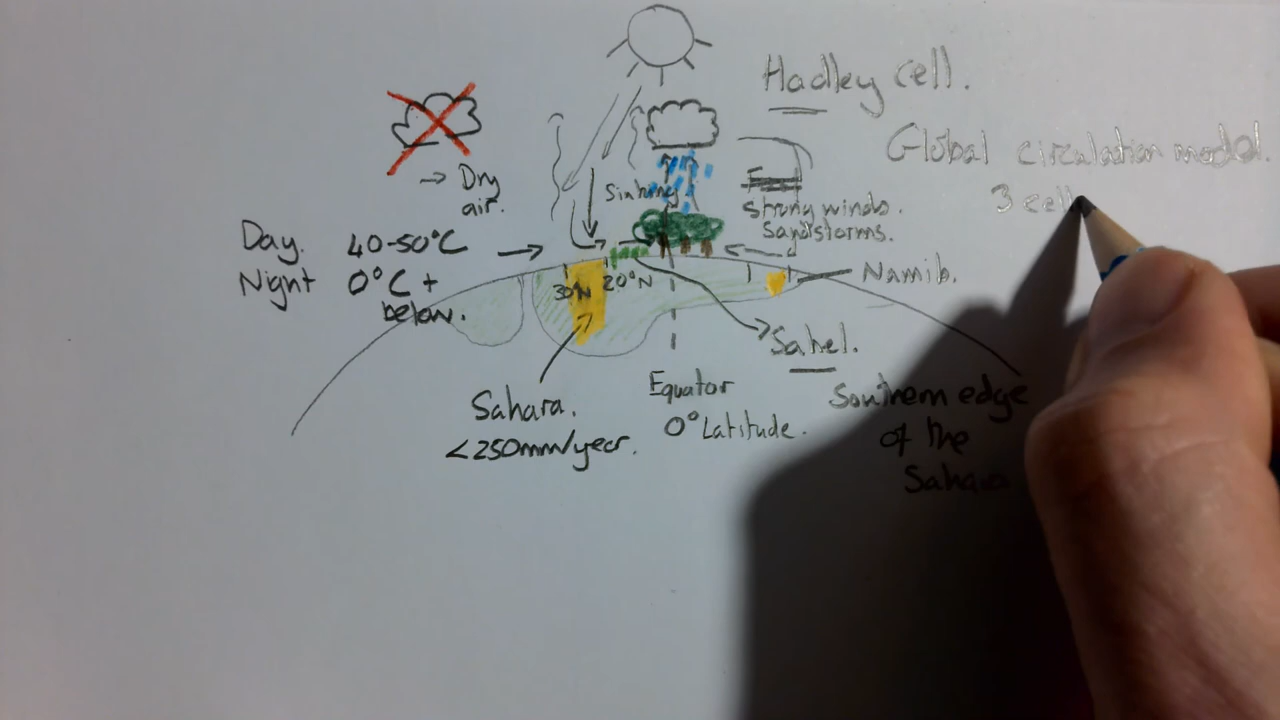 Hadley cell.
Global circulation model.
3 cell
→ Dry
air.
Sinking
Strong winds.
Sandstorms.
Day. 40-50°C
Night 0°C +
below.
30°N
20°N
Namib.
Sahel.
Southern edge
of the
Sahara
Equator
0° Latitude.
Sahara.
<250mm/year.